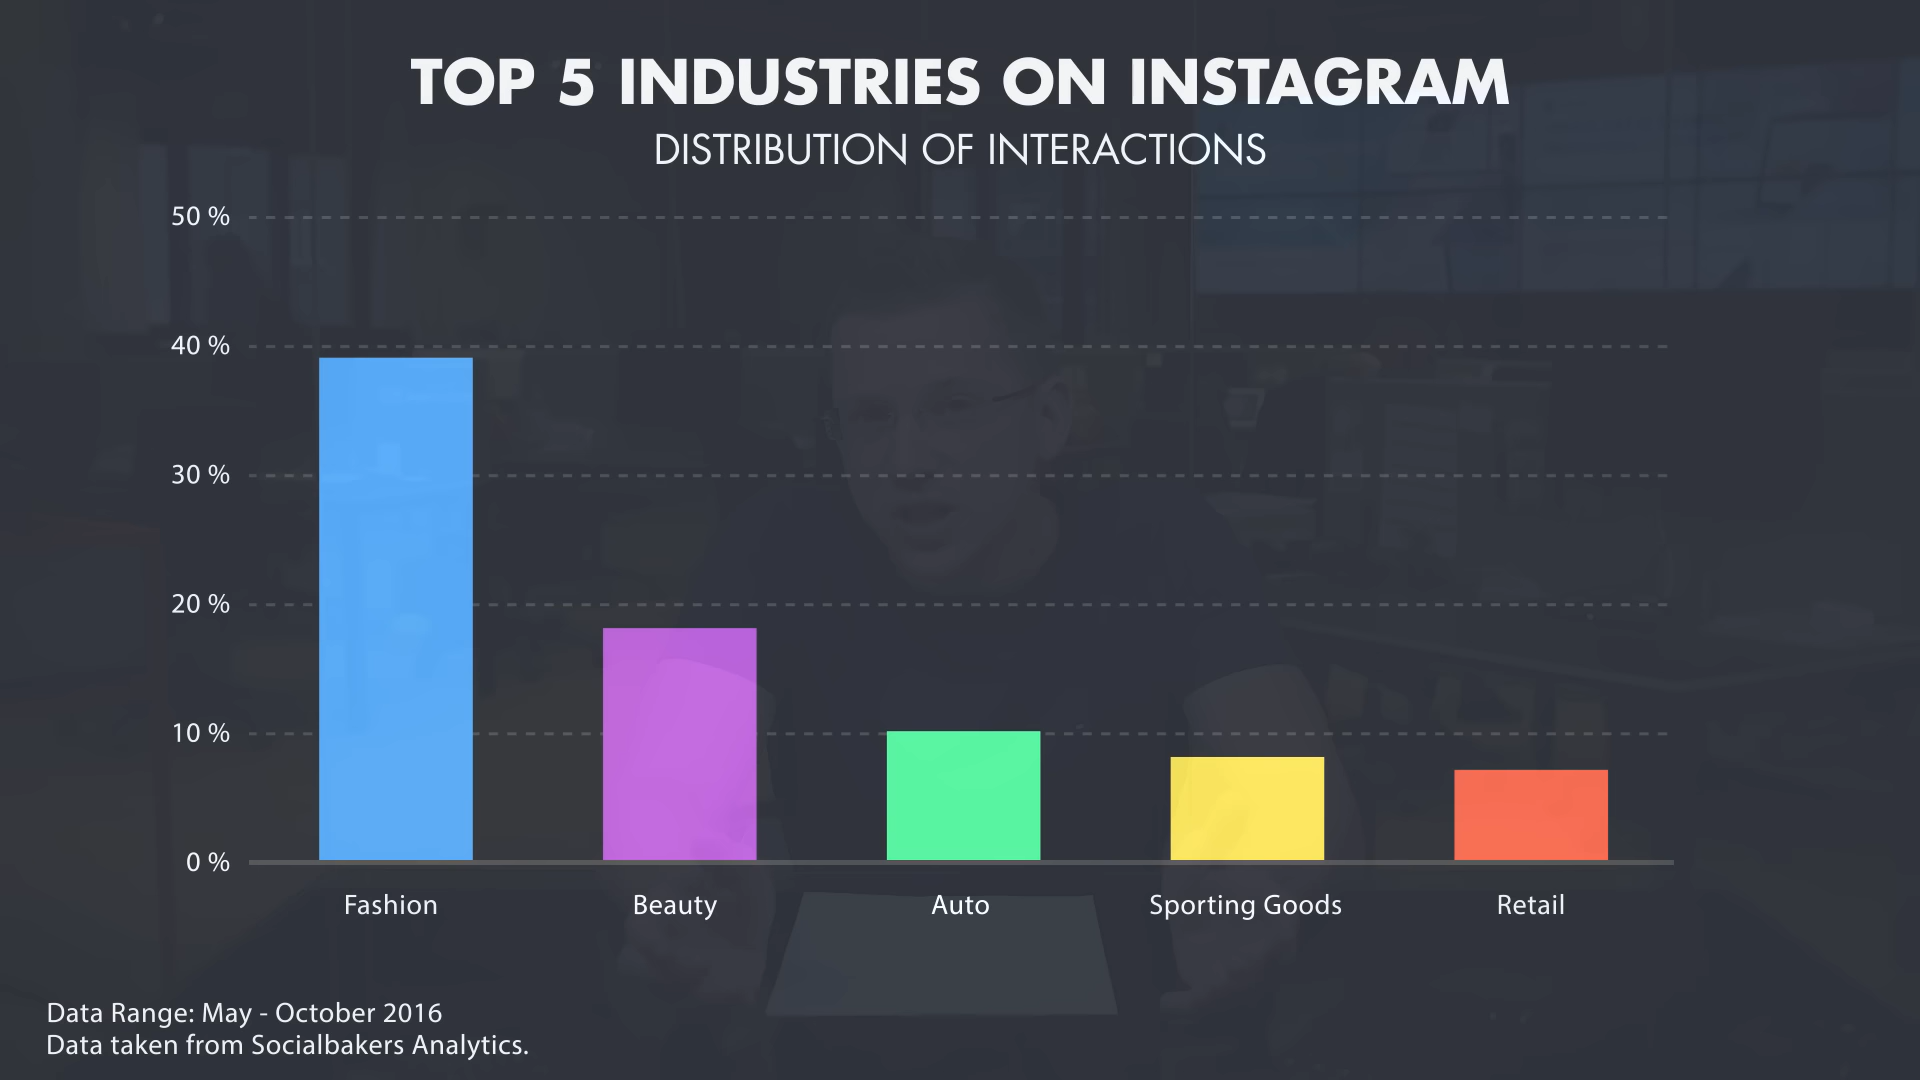 TOP 5 INDUSTRIES ON INSTAGRAM
DISTRIBUTION OF INTERACTIONS
50 %
40 %
30 %
20 %
10 %
0 %
Fashion
Beauty
Auto
Sporting Goods
Retail
Data Range: May - October 2016
Data taken from Socialbakers Analytics.